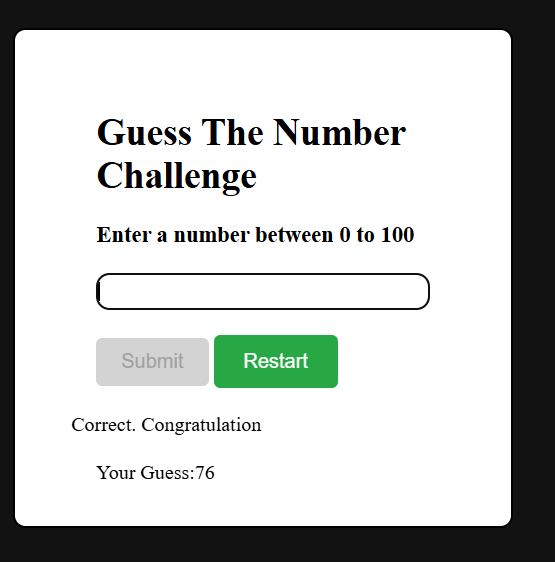 Guess The Number
Challenge
Enter a number between 0 to 100
Submit Restart
Correct. Congratulation
Your Guess:76